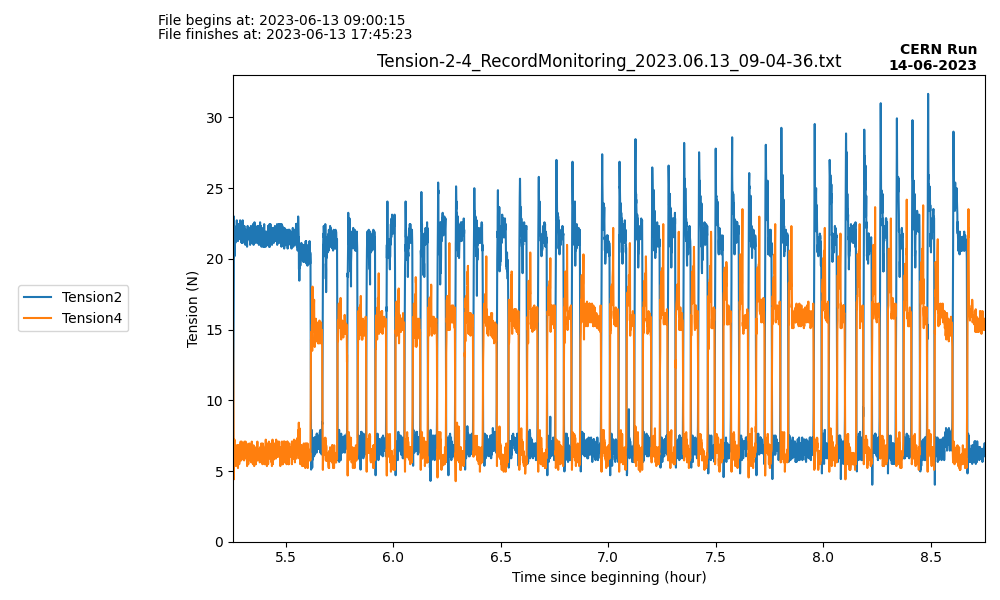 File begins at: 2023-06-13 09:00:15
File finishes at: 2023-06-13 17:45:23
CERN Run
14-06-2023
Tension-2-4_RecordMonitoring_2023.06.13_09-04-36.txt
30
25
20
15
10
5
0
Tension (N)
Tension2
Tension4
5.5
6.0
6.5
7.0
7.5
8.0
8.5
Time since beginning (hour)